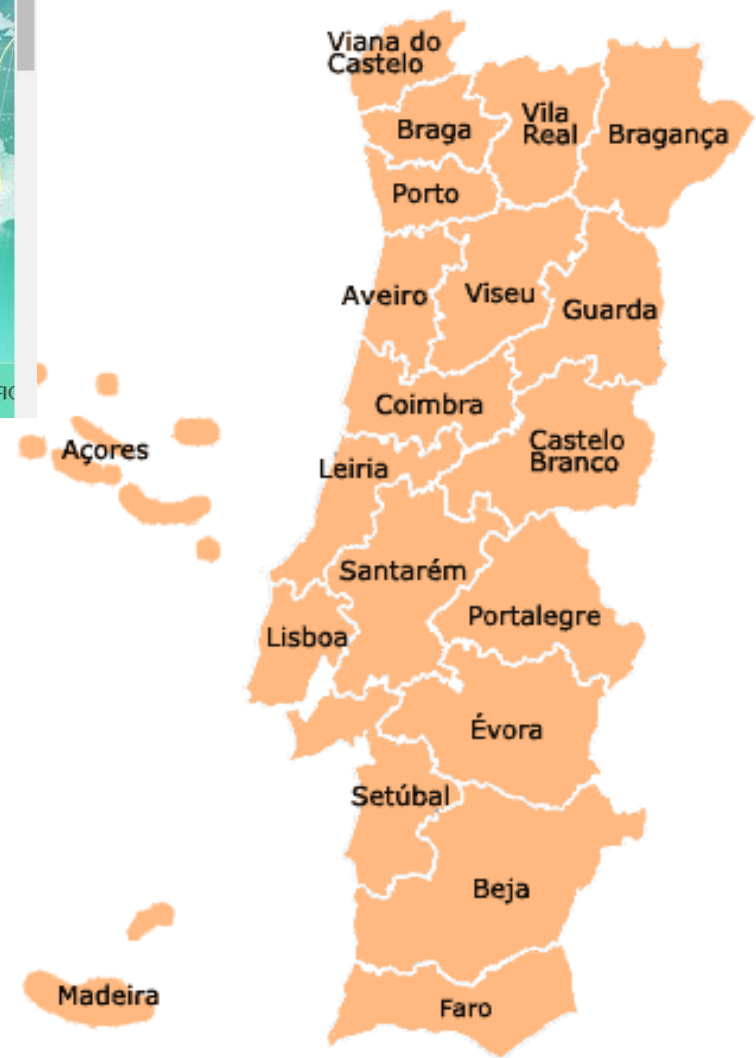 Viana do
Castelo
Braga
Vila
Real
Bragança
Porto
Aveiro
Viseu
Guarda
Coimbra
Açores
Leiria
Castelo
Branco
Santarém
Portalegre
Lisboa
Évora
Setúbal
Beja
Madeira
Faro